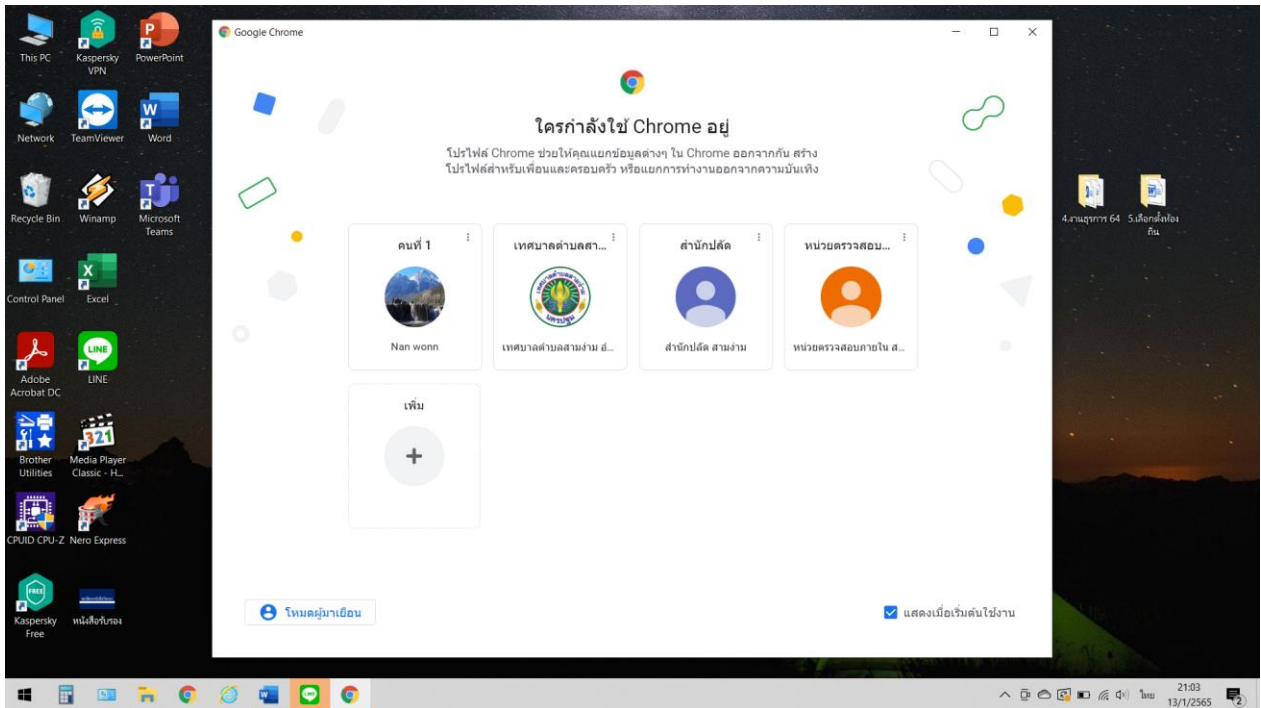 This PC
Kaspersky
VPN
PowerPoint
Network
TeamViewer
Word
Recycle Bin
Winamp
Microsoft
Teams
Control Panel
Excel
Adobe
Acrobat DC
LINE
Brother
Utilities
Media Player
Classic - H...
CPUID CPU-Z
Nero Express
Kaspersky
Free
หนังสือรับรอง
Google Chrome
ใครกำลังใช้ Chrome อยู่
โปรไฟล์ Chrome ช่วยให้คุณแยกข้อมูลต่างๆ ใน Chrome ออกจากกัน สร้าง
โปรไฟล์สำหรับเพื่อนและครอบครัว หรือแยกการทำงานออกจากความบันเทิง
คนที่ 1
Nan wonn
เทศบาลตำบลสา...
เทศบาลตำบลสามง่าม อ์...
สำนักปลัด
สำนักปลัด สามง่าม
หน่วยตรวจสอบ...
หน่วยตรวจสอบภายใน ส...
เพิ่ม
โหมดผู้มาเยือน
แสดงเมื่อเริ่มต้นใช้งาน
4.งานธุรการ 64
5.เลือกตั้งท้อง
ถิ่น
ไทย
21:03
13/1/2565
2